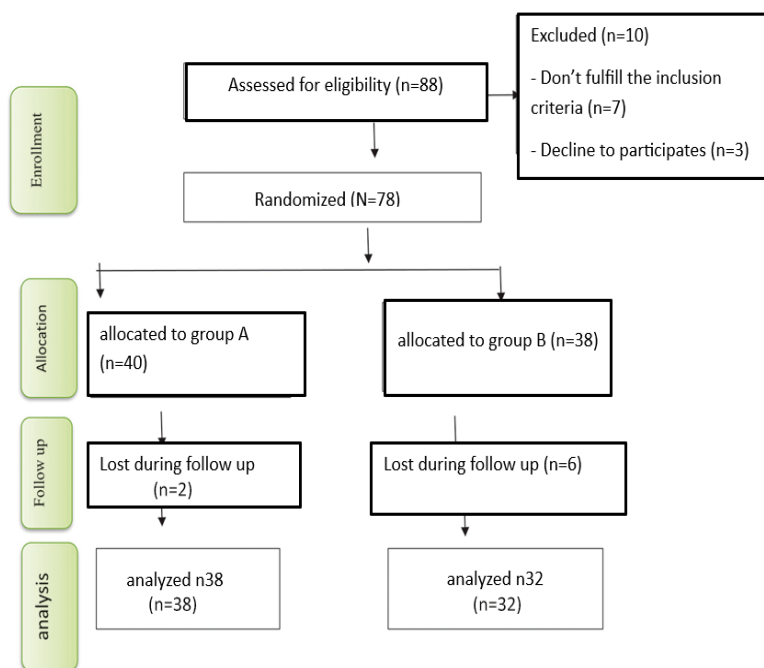 Enrollment
Assessed for eligibility (n=88)
Excluded (n=10)
- Don’t fulfill the inclusion
criteria (n=7)
- Decline to participates (n=3)
Randomized (N=78)
Allocation
allocated to group A
(n=40)
allocated to group B (n=38)
Follow up
Lost during follow up
(n=2)
Lost during follow up (n=6)
analysis
analyzed n38
(n=38)
analyzed n32
(n=32)